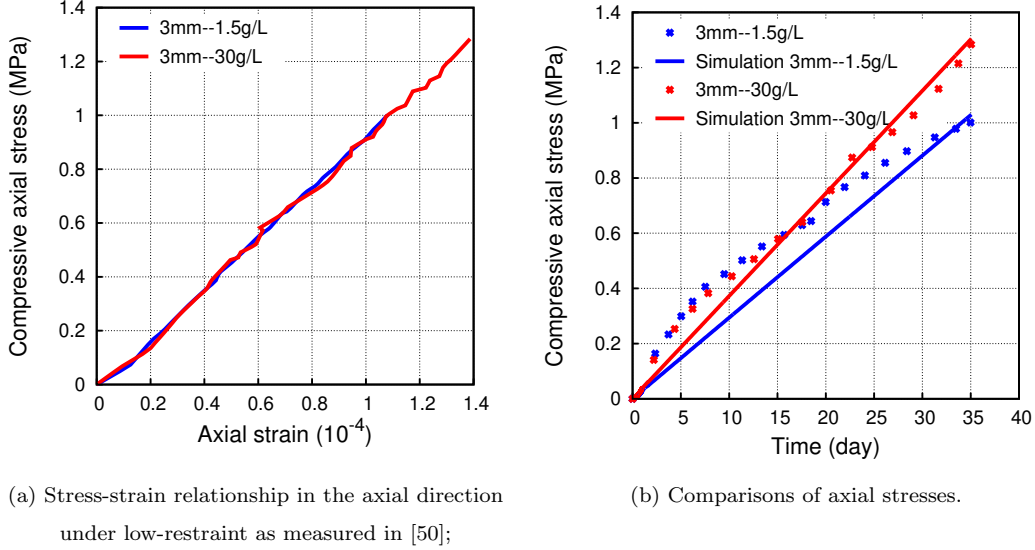 3mm--1.5g/L
3mm--30g/L
Compressive axial stress (MPa)
1.4
1.2
1
0.8
0.6
0.4
0.2
0
0 0.2 0.4 0.6 0.8 1 1.2 1.4
Axial strain (10-4)
(a) Stress-strain relationship in the axial direction
under low-restraint as measured in [50];
3mm--1.5g/L
Simulation 3mm--1.5g/L
3mm--30g/L
Simulation 3mm--30g/L
Compressive axial stress (MPa)
1.4
1.2
1
0.8
0.6
0.4
0.2
0
0 5 10 15 20 25 30 35 40
Time (day)
(b) Comparisons of axial stresses.